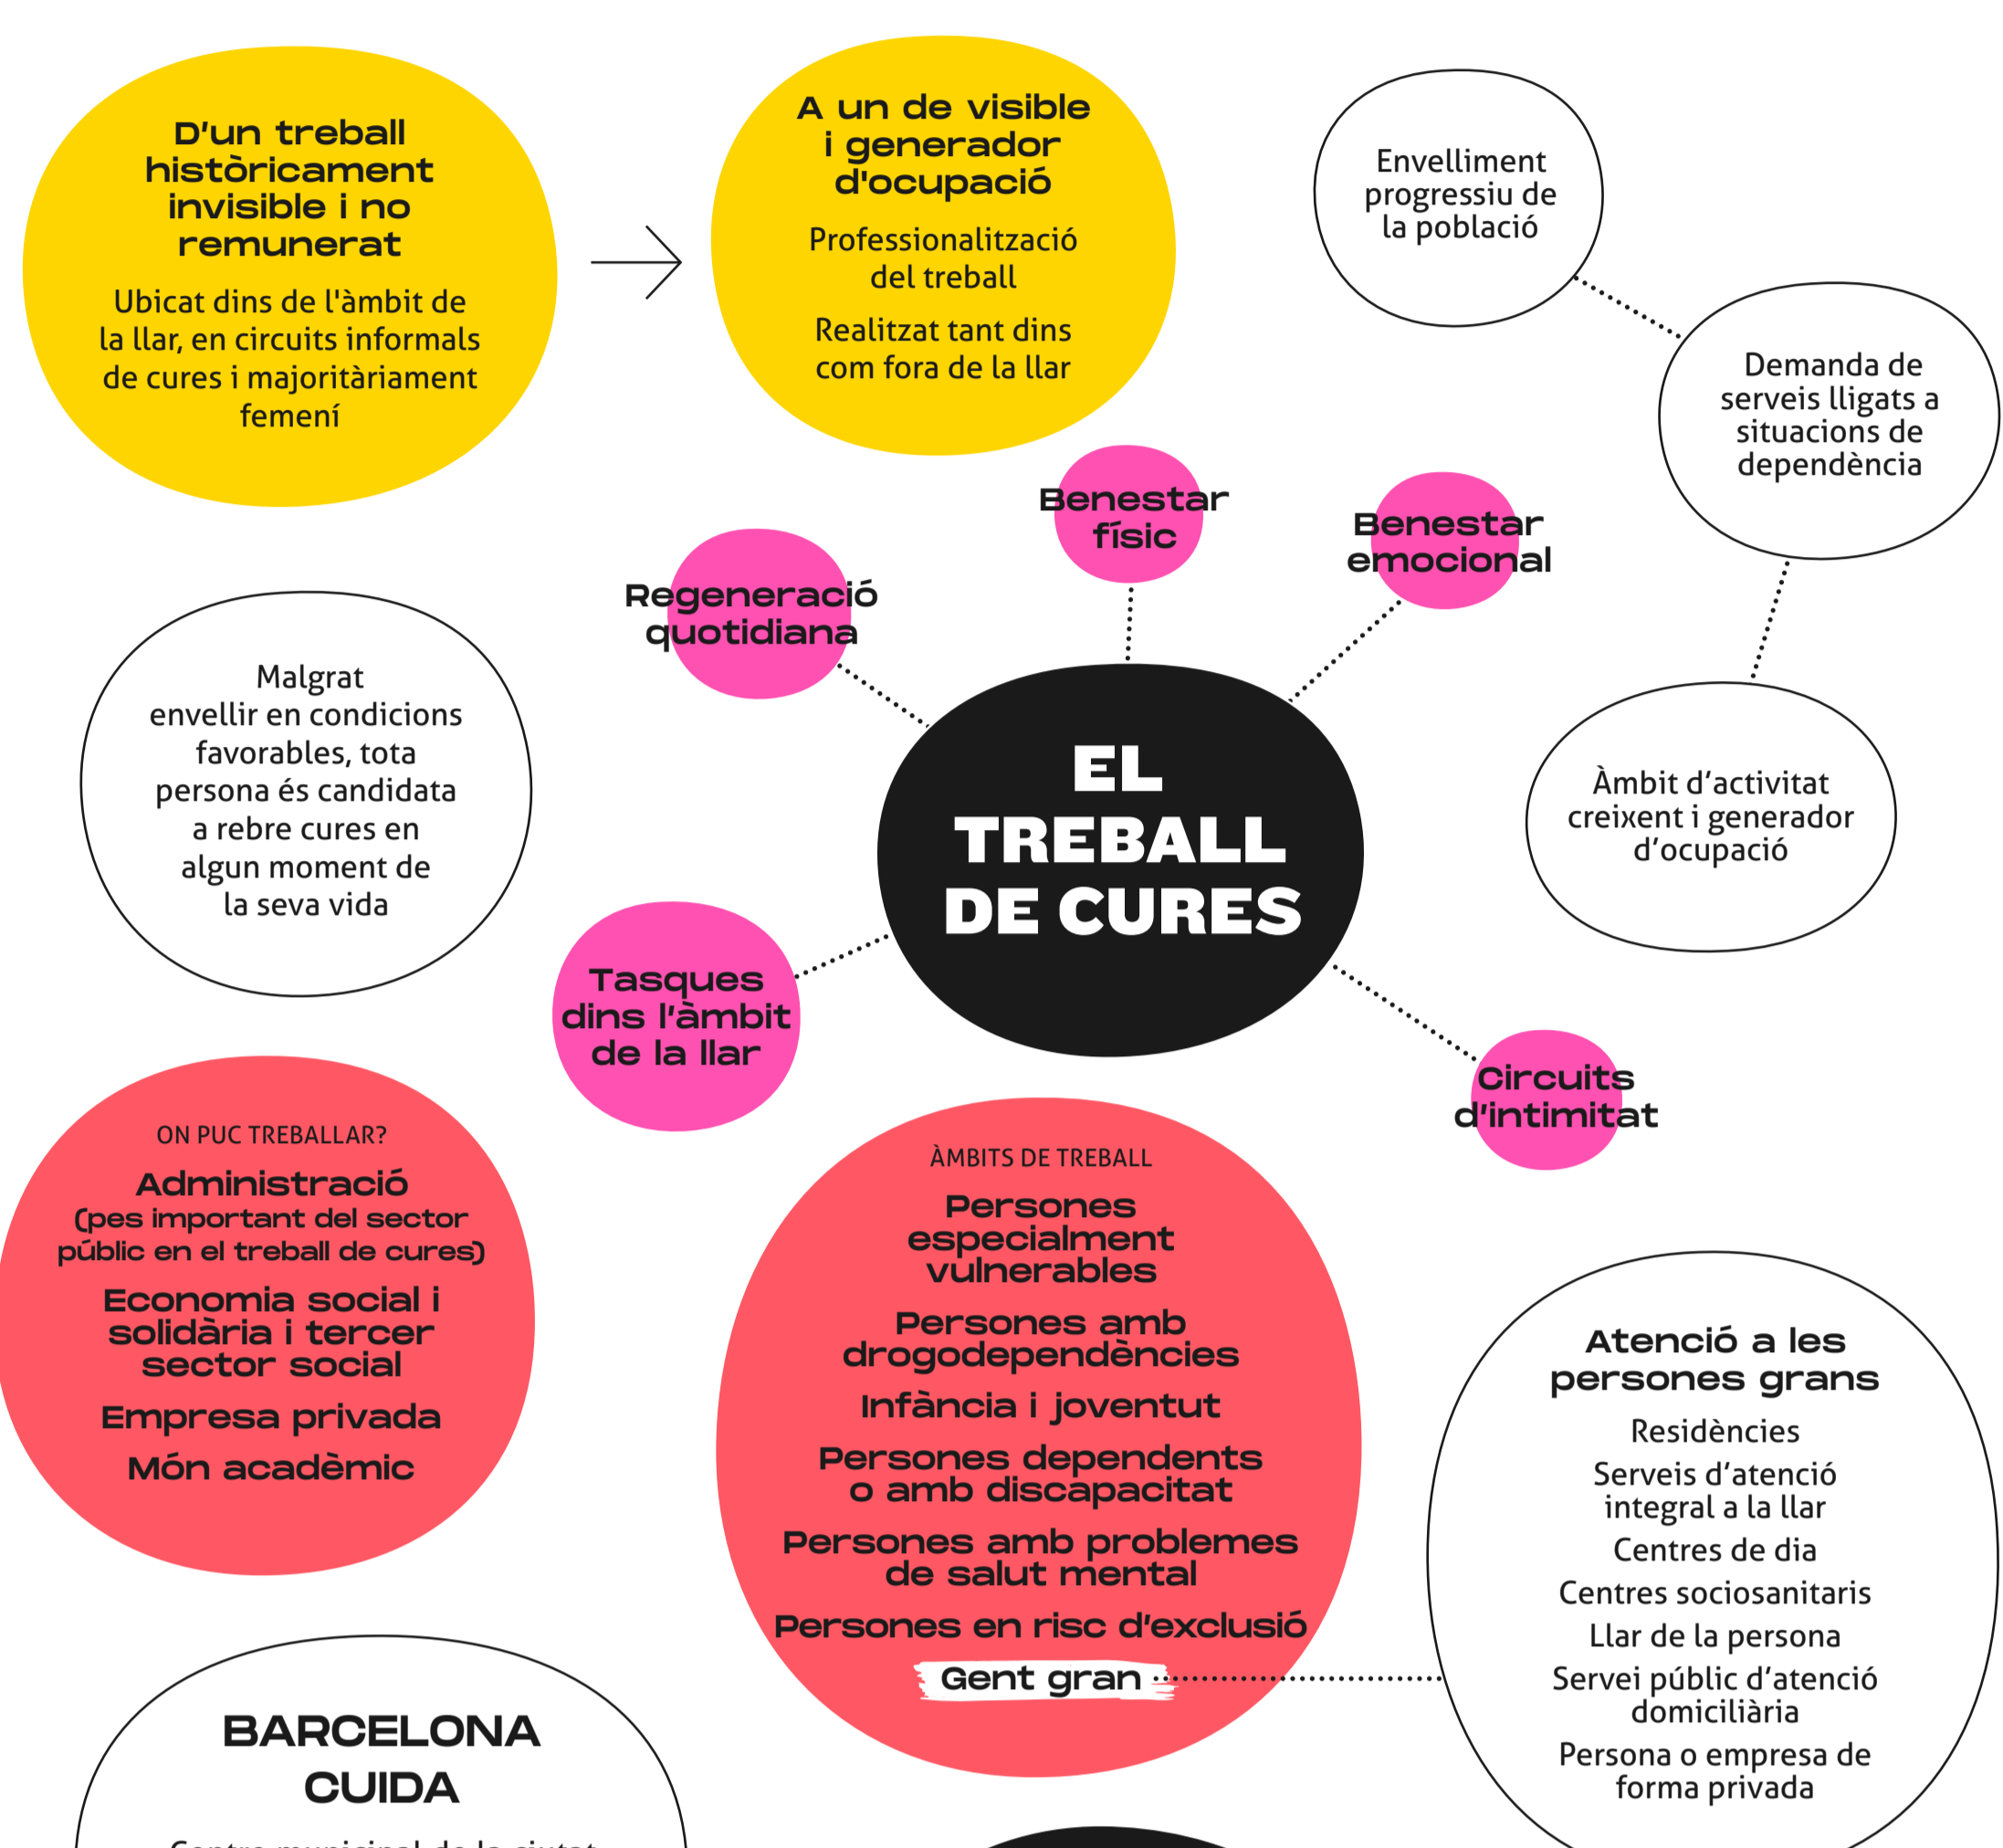 D'un treball
històricament
invisible i no
remunerat
Ubicat dins de l'àmbit de
la llar, en circuits informals
de cures i majoritàriament
femení
A un de visible
i generador
d'ocupació
Professionalització
del treball
Realitzat tant dins
com fora de la llar
Envelliment
progressiu de
la població
Demanda de
serveis lligats a
situacions de
dependència
Àmbit d'activitat
creixent i generador
d'ocupació
Benestar
físic
Benestar
emocional
Regeneració
quotidiana
Malgrat
envellir en condicions
favorables, tota
persona és candidata
a rebre cures en
algun moment de
la seva vida
EL
TREBALL
DE CURES
Tasques
dins l'àmbit
de la llar
Circuits
d'intimitat
ON PUC TREBALLAR?
Administració
(pes important del sector
públic en el treball de cures)
Economia social i
solidària i tercer
sector social
Empresa privada
Món acadèmic
ÀMBITS DE TREBALL
Persones
especialment
vulnerables
Persones amb
drogodependències
Infància i joventut
Persones dependents
o amb discapacitat
Persones amb problemes
de salut mental
Persones en risc d'exclusió
Gent gran
Atenció a les
persones grans
Residències
Serveis d'atenció
integral a la llar
Centres de dia
Centres sociosanitaris
Llar de la persona
Servei públic d'atenció
domiciliària
Persona o empresa de
forma privada
BARCELONA
CUIDA
Centre municipal de la ciutat